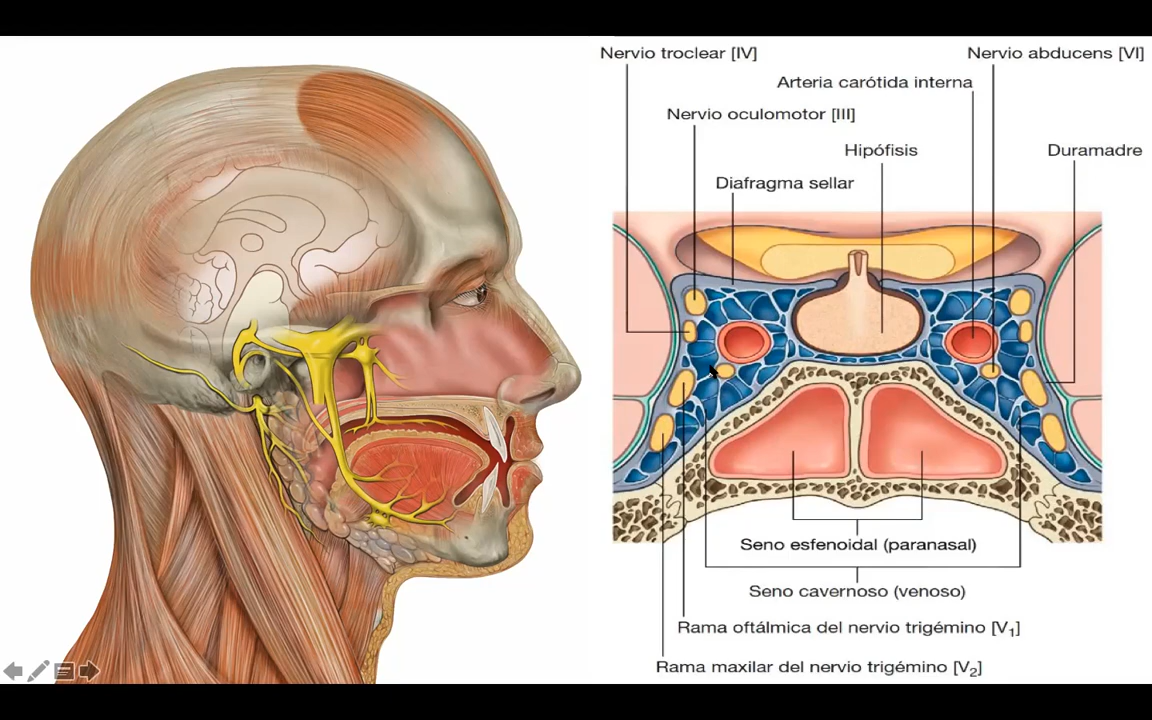 Nervio troclear [IV]
Nervio abducens [VI]
Arteria carótida interna
Nervio oculomotor [III]
Hipófisis
Duramadre
Diafragma sellar
Seno esfenoidal (paranasal)
Seno cavernoso (venoso)
Rama oftálmica del nervio trigémino [V₁]
Rama maxilar del nervio trigémino [V₂]